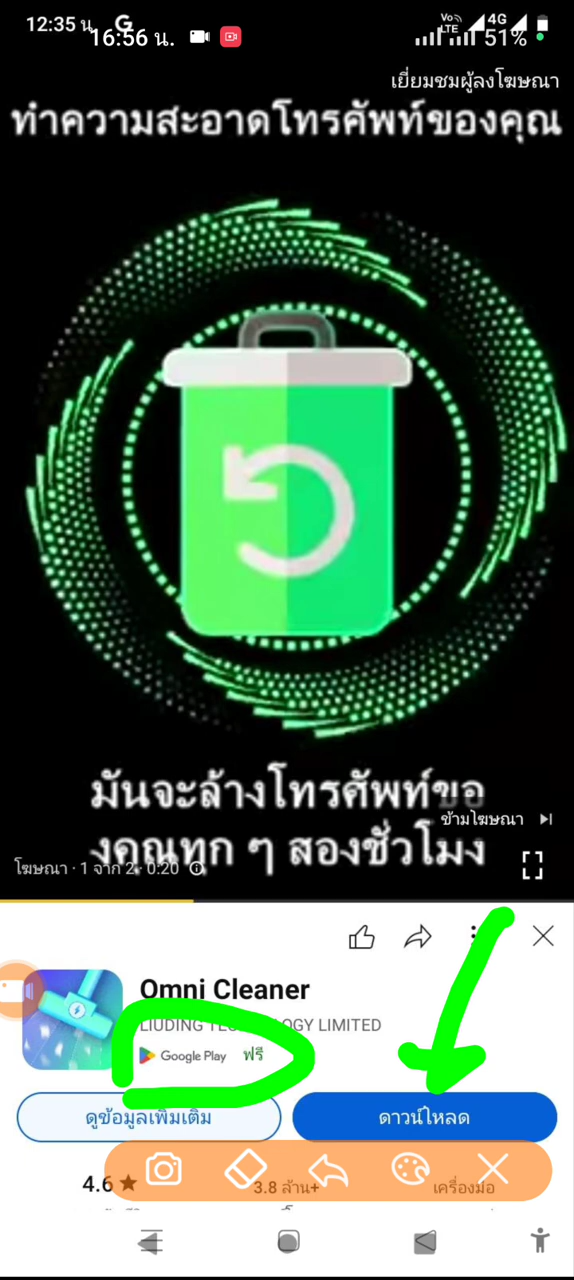 12:35 น. G Vo LTE 4G
16:56 น. 51%
เยี่ยมชมผู้ลงโฆษณา
ทำความสะอาดโทรศัพท์ของคุณ
มันจะล้างโทรศัพท์ขอ
ข้ามโฆษณา
งคุณทุก ๆ สองชั่วโมง
โฆษณา · 1 จาก 2 · 0:20
Omni Cleaner
LIUDING TECHNOLOGY LIMITED
Google Play ฟรี
ดูข้อมูลเพิ่มเติม
ดาวน์โหลด
4.6 ★ 3.8 ล้าน+ เครื่องมือ